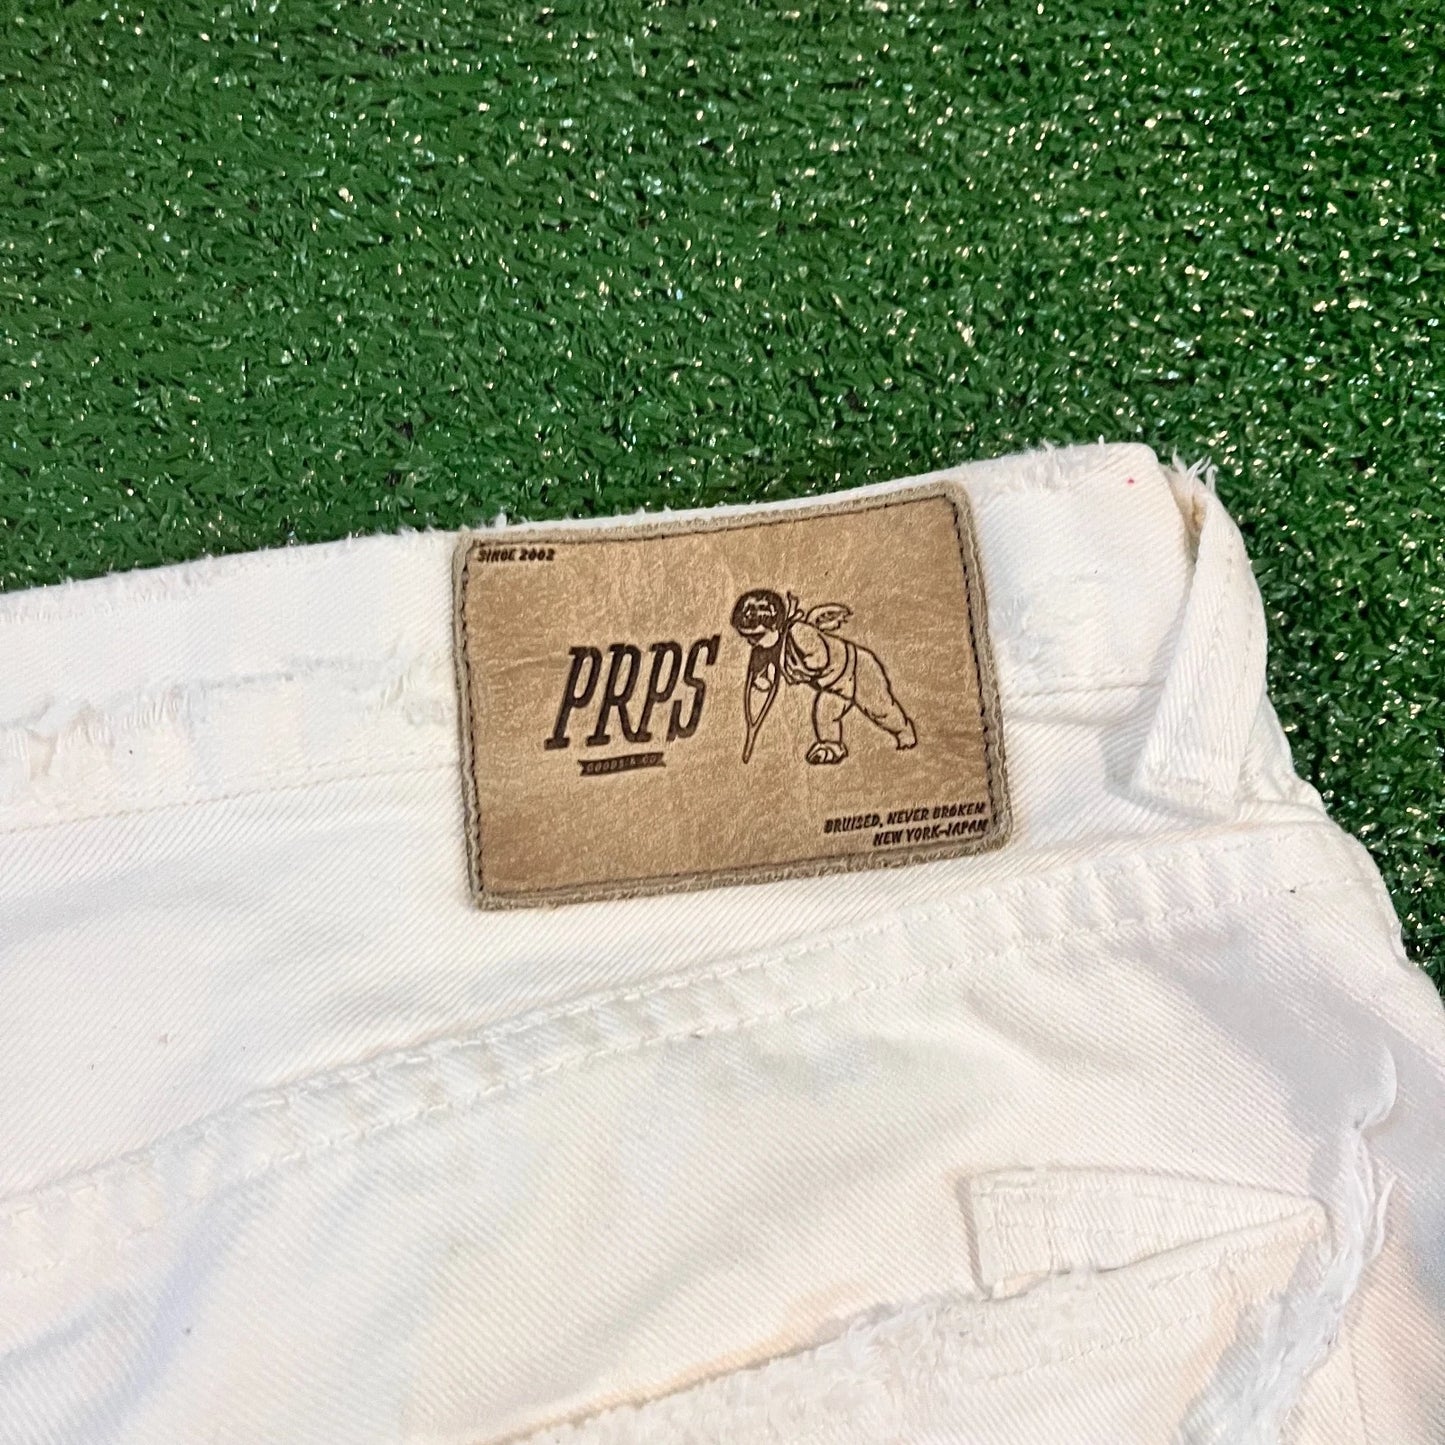 SINCE 2002
PRPS
GOODS & CO
BRUISED, NEVER BROKEN
NEW YORK-JAPAN